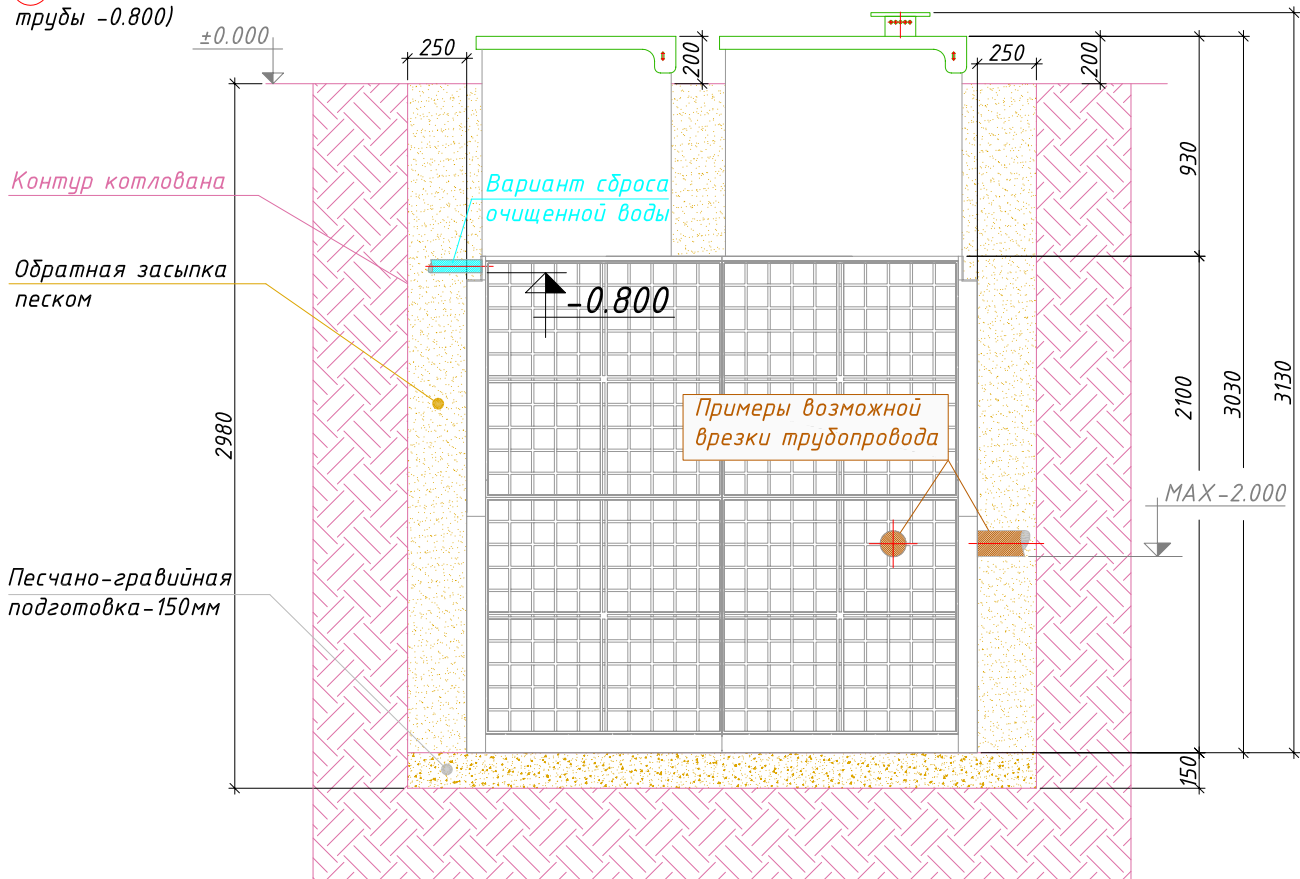 трубы -0.800)
±0.000
250
200
200
250
930
Контур котлована
Вариант сброса
очищенной воды
Обратная засыпка
песком
-0.800
2980
Примеры возможной
врезки трубопровода
2100
3030
3130
MAX-2.000
Песчано-гравийная
подготовка-150мм
150